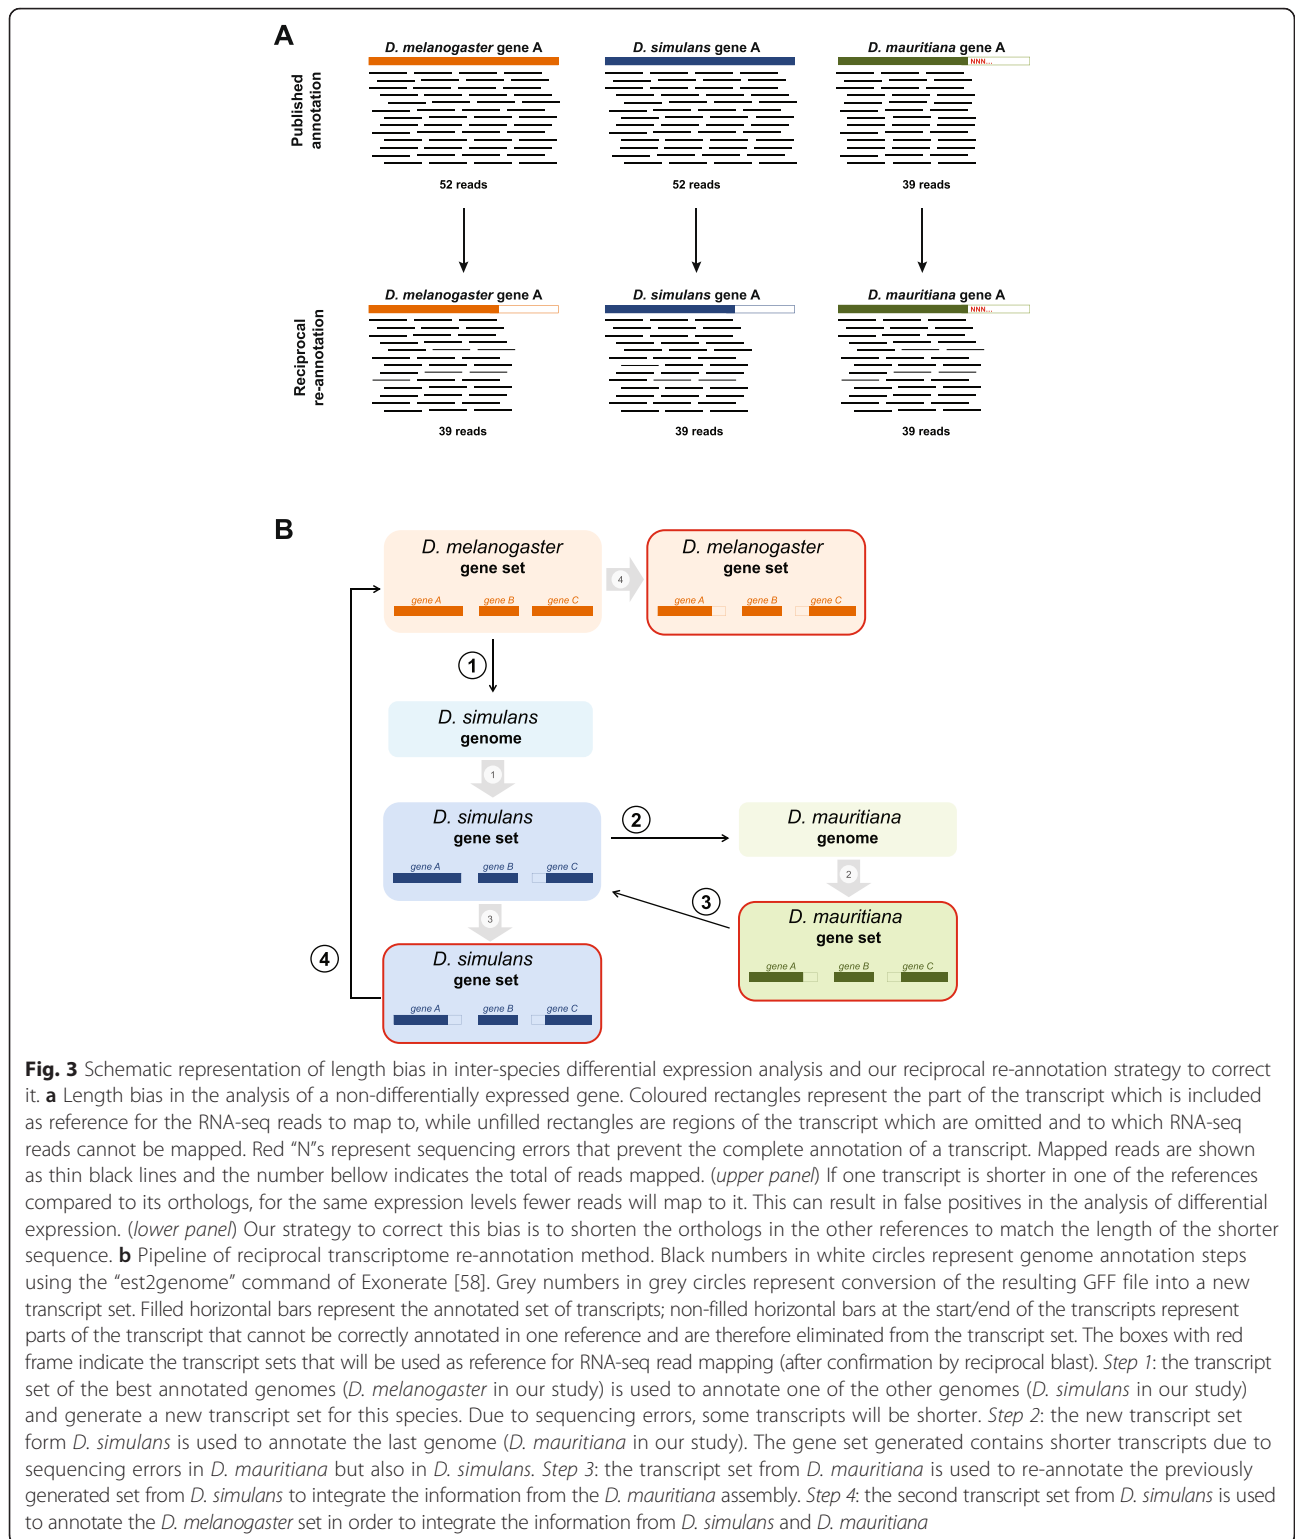 A
D. melanogaster gene A
D. simulans gene A
D. mauritiana gene A
NNN...
Published
annotation
52 reads
52 reads
39 reads
D. melanogaster gene A
D. simulans gene A
D. mauritiana gene A
NNN...
Reciprocal
re-annotation
39 reads
39 reads
39 reads
B
D. melanogaster
gene set
gene A gene B gene C
4
D. melanogaster
gene set
gene A gene B gene C
1
D. simulans
genome
1
D. simulans
gene set
gene A gene B gene C
2
D. mauritiana
genome
2
3
D. mauritiana
gene set
gene A gene B gene C
3
4
D. simulans
gene set
gene A gene B gene C
Fig. 3 Schematic representation of length bias in inter-species differential expression analysis and our reciprocal re-annotation strategy to correct
it. a Length bias in the analysis of a non-differentially expressed gene. Coloured rectangles represent the part of the transcript which is included
as reference for the RNA-seq reads to map to, while unfilled rectangles are regions of the transcript which are omitted and to which RNA-seq
reads cannot be mapped. Red “N”s represent sequencing errors that prevent the complete annotation of a transcript. Mapped reads are shown
as thin black lines and the number bellow indicates the total of reads mapped. (upper panel) If one transcript is shorter in one of the references
compared to its orthologs, for the same expression levels fewer reads will map to it. This can result in false positives in the analysis of differential
expression. (lower panel) Our strategy to correct this bias is to shorten the orthologs in the other references to match the length of the shorter
sequence. b Pipeline of reciprocal transcriptome re-annotation method. Black numbers in white circles represent genome annotation steps
using the “est2genome” command of Exonerate [58]. Grey numbers in grey circles represent conversion of the resulting GFF file into a new
transcript set. Filled horizontal bars represent the annotated set of transcripts; non-filled horizontal bars at the start/end of the transcripts represent
parts of the transcript that cannot be correctly annotated in one reference and are therefore eliminated from the transcript set. The boxes with red
frame indicate the transcript sets that will be used as reference for RNA-seq read mapping (after confirmation by reciprocal blast). Step 1: the transcript
set of the best annotated genomes (D. melanogaster in our study) is used to annotate one of the other genomes (D. simulans in our study)
and generate a new transcript set for this species. Due to sequencing errors, some transcripts will be shorter. Step 2: the new transcript set
form D. simulans is used to annotate the last genome (D. mauritiana in our study). The gene set generated contains shorter transcripts due to
sequencing errors in D. mauritiana but also in D. simulans. Step 3: the transcript set from D. mauritiana is used to re-annotate the previously
generated set from D. simulans to integrate the information from the D. mauritiana assembly. Step 4: the second transcript set from D. simulans is used
to annotate the D. melanogaster set in order to integrate the information from D. simulans and D. mauritiana